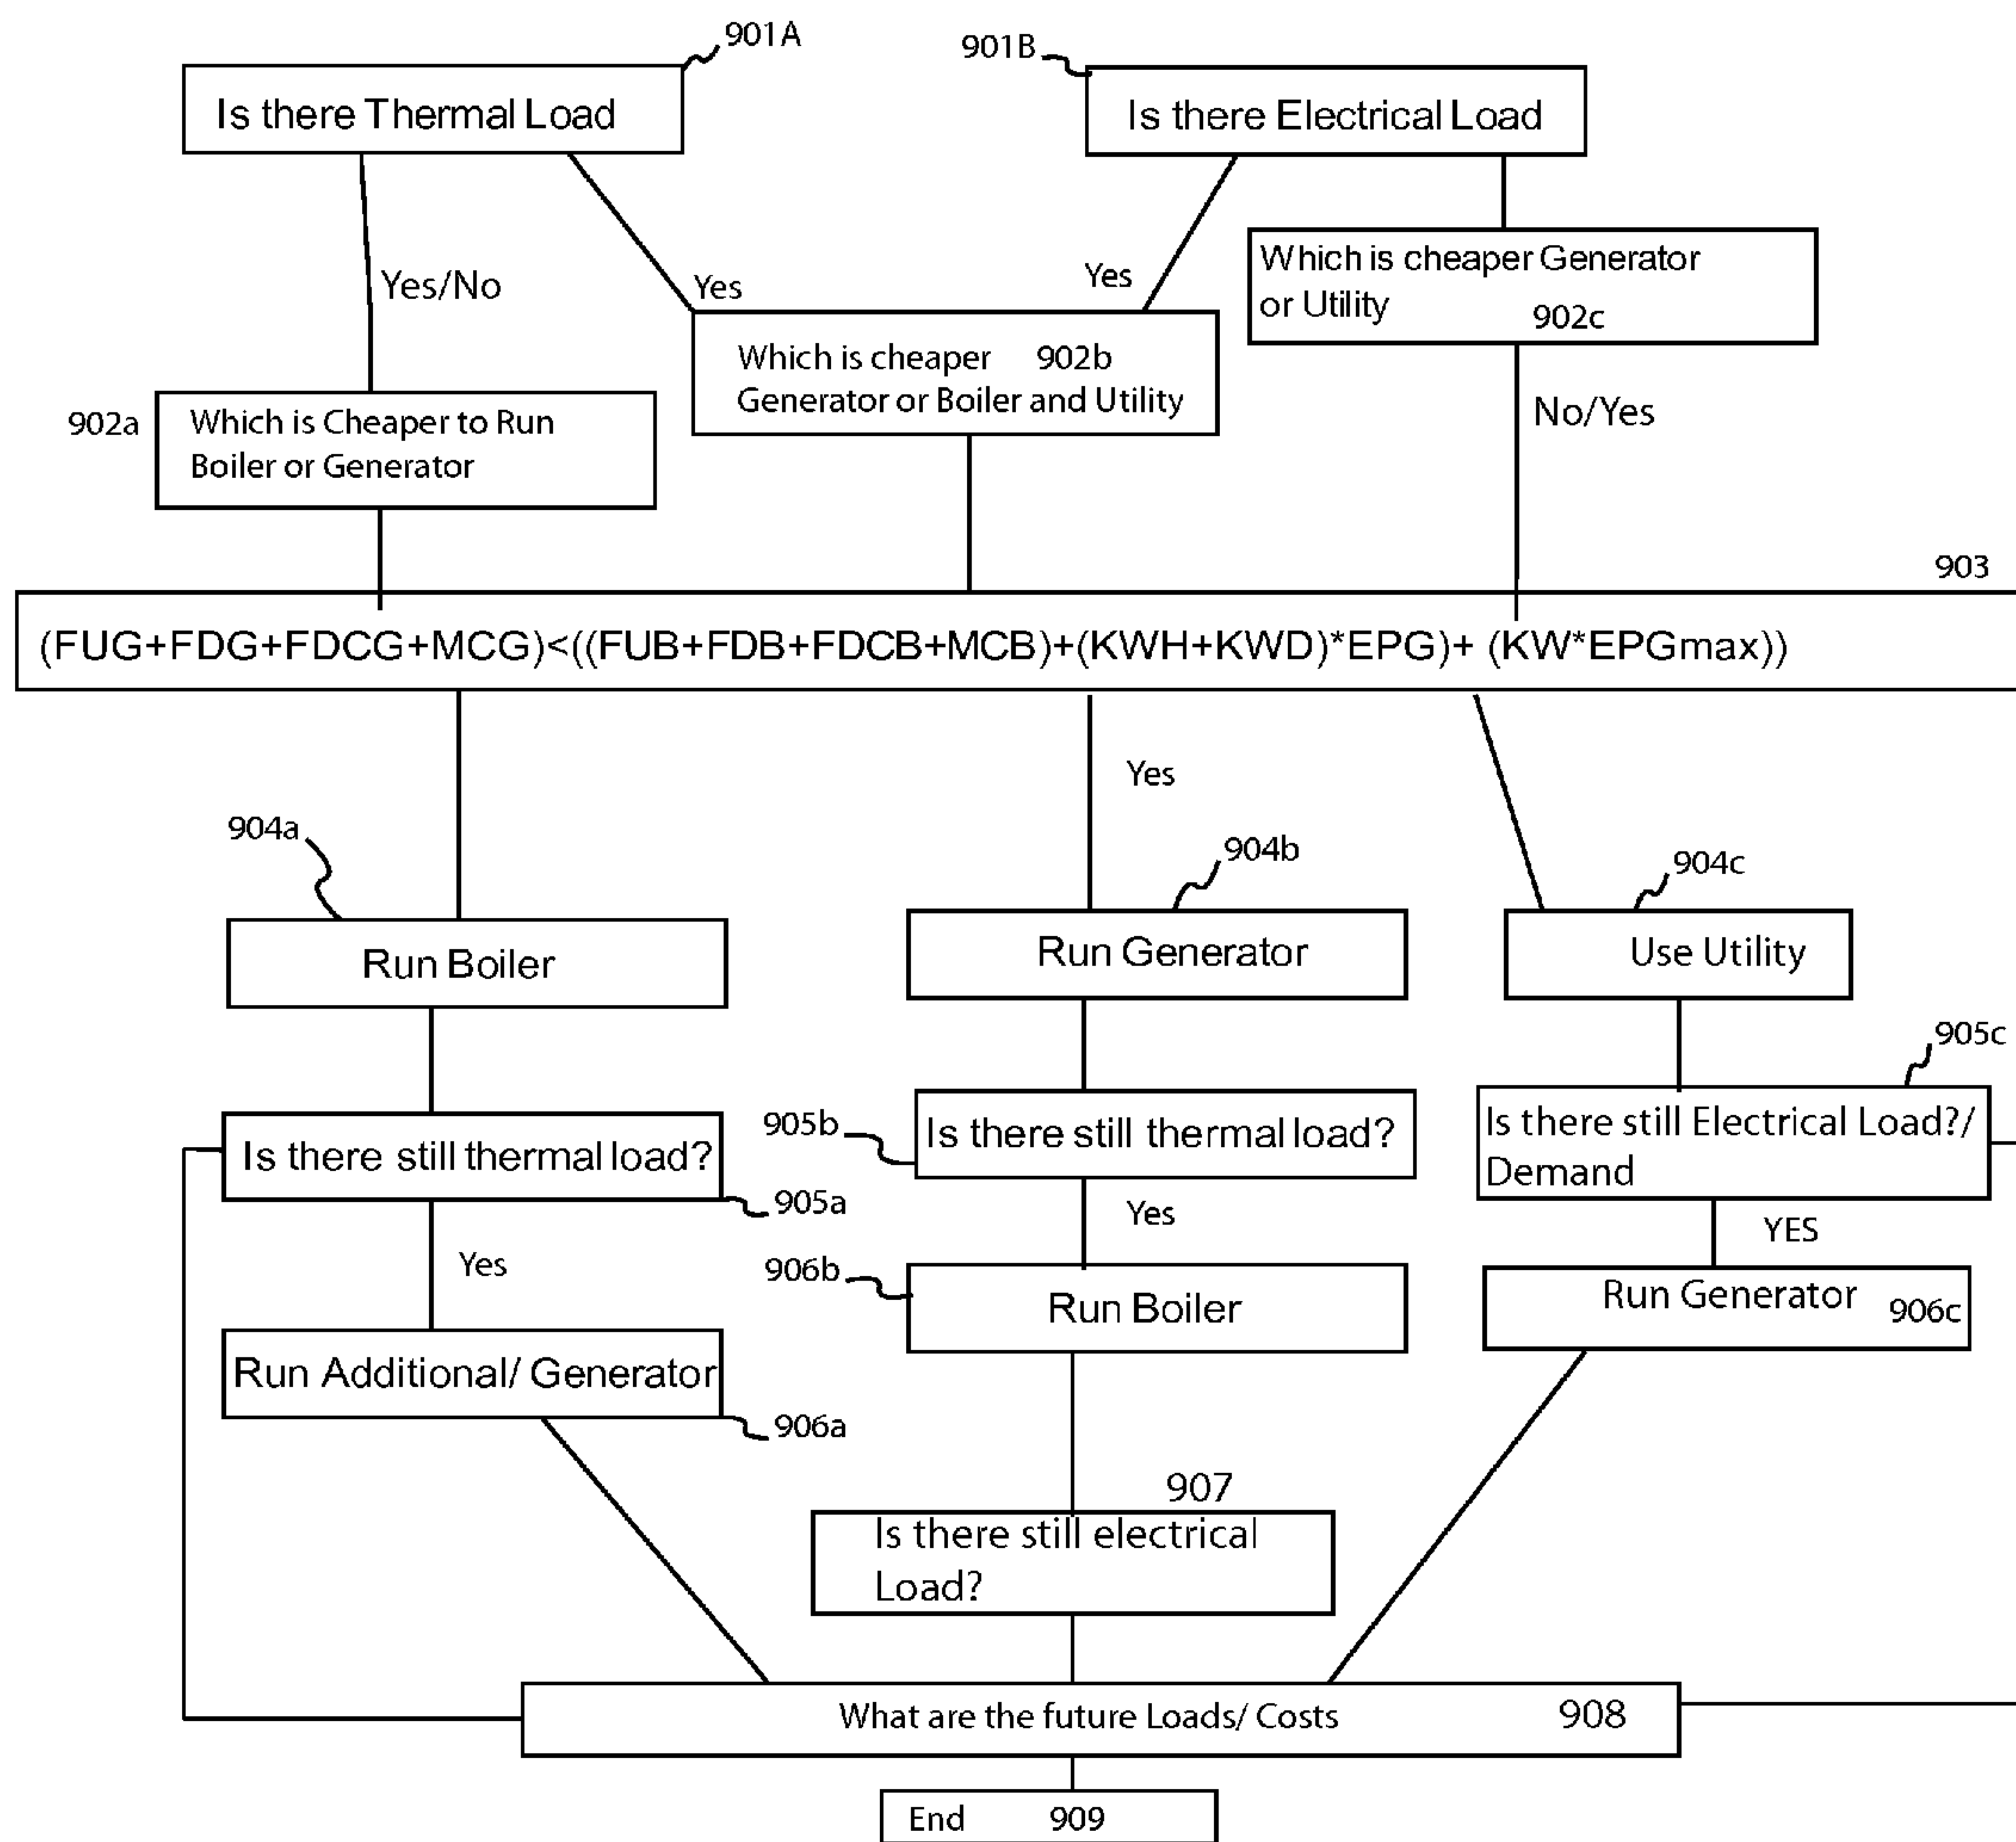 901A
901B
Is there Thermal Load
Is there Electrical Load
Yes/No
Yes
Yes
Which is cheaper Generator
or Utility
902c
Which is cheaper 902b
Generator or Boiler and Utility
No/Yes
902a
Which is Cheaper to Run
Boiler or Generator
903
(FUG+FDG+FDCG+MCG)<((FUB+FDB+FDCB+MCB)+(KWH+KWD)*EPG)+ (KW*EPGmax))
Yes
904a
904b
904c
Run Boiler
Run Generator
Use Utility
905c
905b
Is there still thermal load?
Is there still thermal load?
Is there still Electrical Load?/
Demand
905a
Yes
Yes
YES
906b
Run Boiler
Run Generator
906c
Run Additional/ Generator
906a
907
Is there still electrical
Load?
What are the future Loads/ Costs 908
End 909